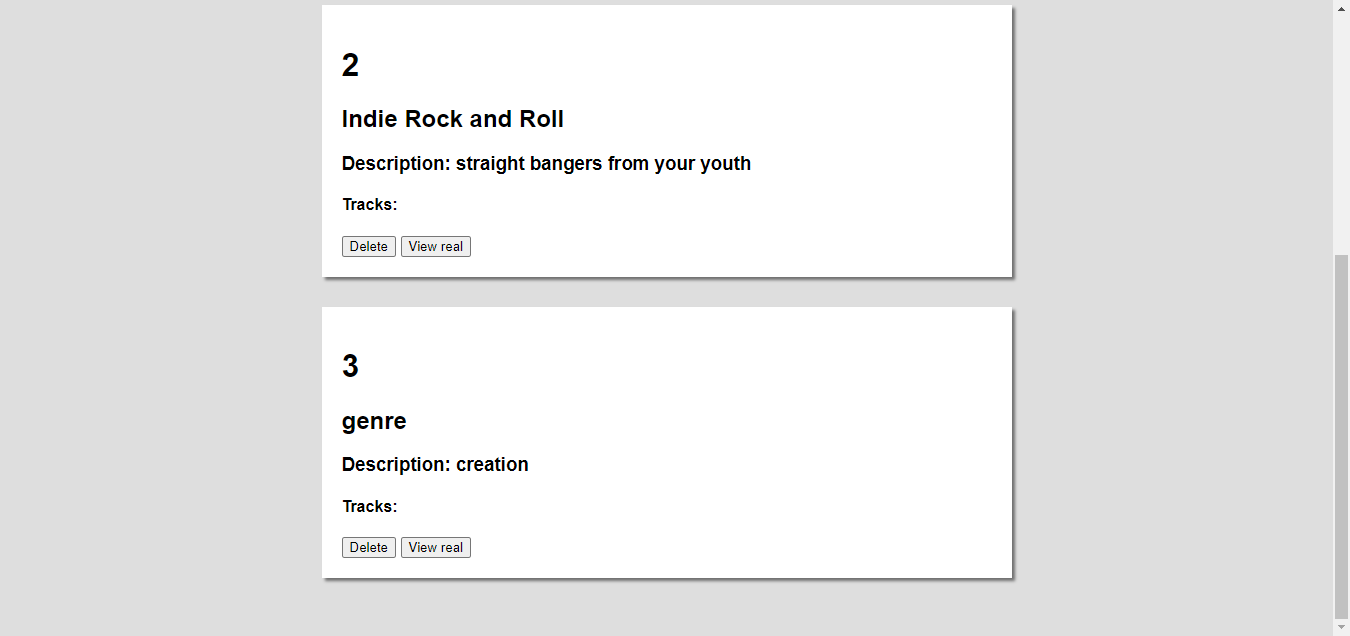 2
Indie Rock and Roll
Description: straight bangers from your youth
Tracks:
Delete View real
3
genre
Description: creation
Tracks:
Delete View real